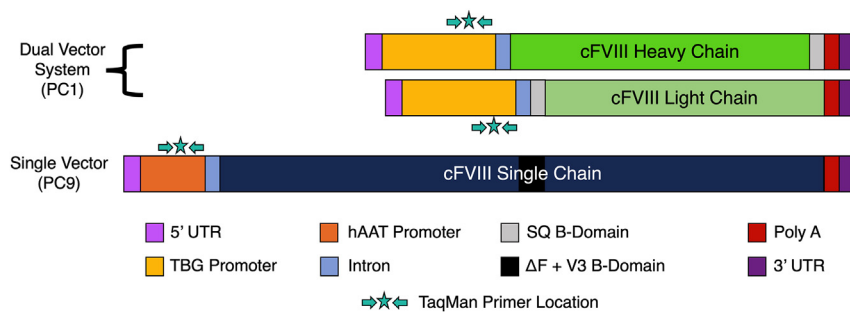 Dual Vector
System
(PC1)
cFVIII Heavy Chain
cFVIII Light Chain
Single Vector
(PC9)
cFVIII Single Chain
5’ UTR
hAAT Promoter
SQ B-Domain
Poly A
TBG Promoter
Intron
ΔF + V3 B-Domain
3’ UTR
TaqMan Primer Location